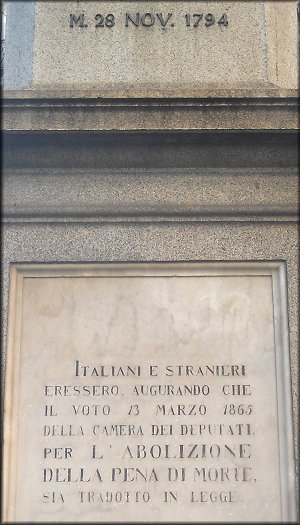 M. 28 NOV. 1794
ITALIANI E STRANIERI
ERESSERO, AUGURANDO CHE
IL VOTO 13 MARZO 1865
DELLA CAMERA DEI DEPUTATI,
PER L'ABOLIZIONE
DELLA PENA DI MORTE,
SIA TRADOTTO IN LEGGE.